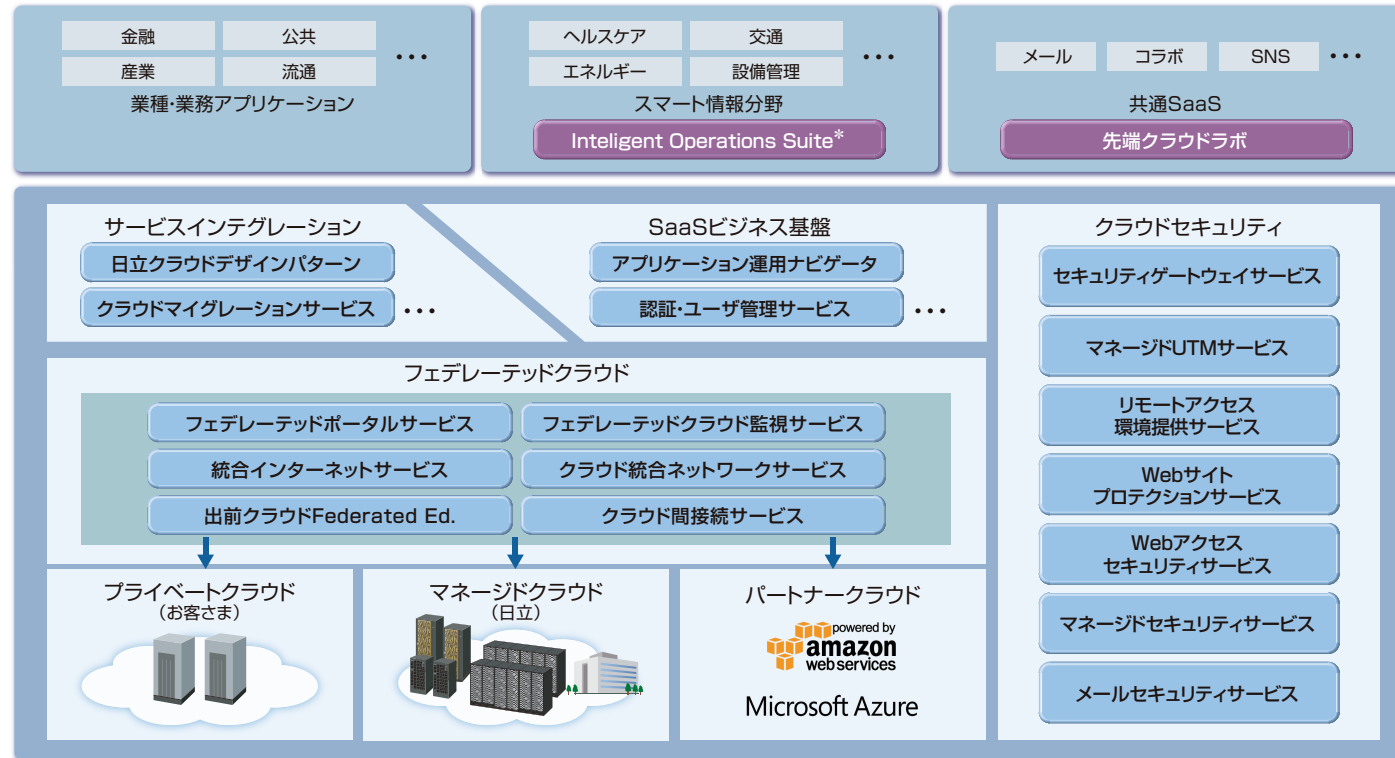 金融
公共
産業
流通
•••
業種・業務アプリケーション
ヘルスケア
交通
エネルギー
設備管理
•••
スマート情報分野
Inteligent Operations Suite*
メール
コラボ
SNS
•••
共通SaaS
先端クラウドラボ
サービスインテグレーション
日立クラウドデザインパターン
クラウドマイグレーションサービス
•••
SaaSビジネス基盤
アプリケーション運用ナビゲータ
認証・ユーザ管理サービス
•••
フェデレーテッドクラウド
フェデレーテッドポータルサービス
フェデレーテッドクラウド監視サービス
統合インターネットサービス
クラウド統合ネットワークサービス
出前クラウドFederated Ed.
クラウド間接続サービス
プライベートクラウド
（お客さま）
マネージドクラウド
（日立）
パートナークラウド
powered by
amazon
web services
Microsoft Azure
クラウドセキュリティ
セキュリティゲートウェイサービス
マネージドUTMサービス
リモートアクセス
環境提供サービス
Webサイト
プロテクションサービス
Webアクセス
セキュリティサービス
マネージドセキュリティサービス
メールセキュリティサービス